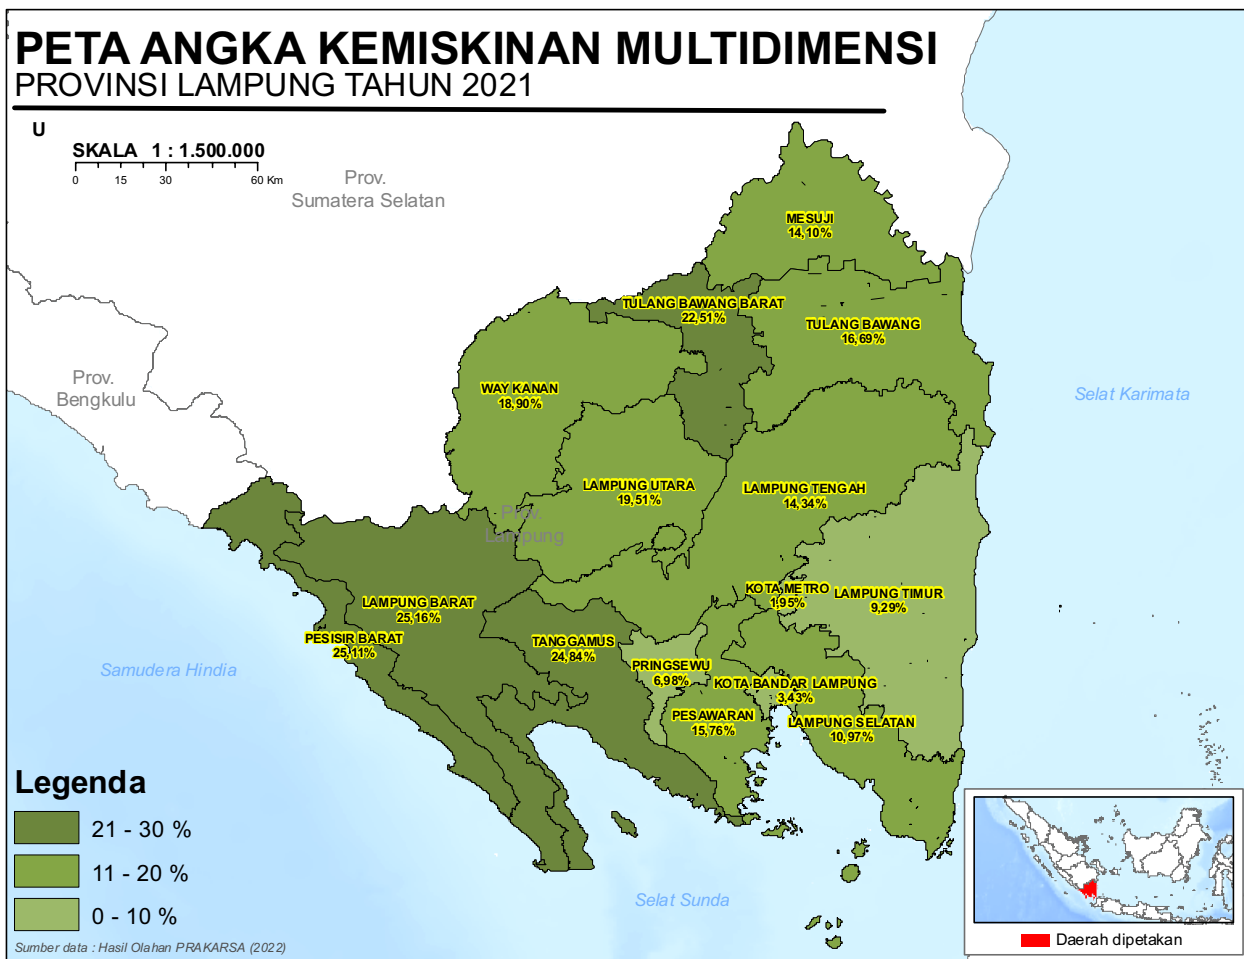 PETA ANGKA KEMISKINAN MULTIDIMENSI
PROVINSI LAMPUNG TAHUN 2021
U
SKALA 1 : 1.500.000
0 15 30 60 Km
Prov.
Sumatera Selatan
MESUJI
14,10%
TULANG BAWANG BARAT
22,51%
TULANG BAWANG
16,69%
Prov.
Bengkulu
WAY KANAN
18,90%
Selat Karimata
LAMPUNG UTARA
19,51%
LAMPUNG TENGAH
14,34%
Prov.
Lampung
KOTA METRO
1,95%
LAMPUNG TIMUR
9,29%
LAMPUNG BARAT
25,16%
PESISIR BARAT
25,11%
TANGGAMUS
24,84%
PRINGSEWU
6,98%
Samudera Hindia
KOTA BANDAR LAMPUNG
3,43%
PESAWARAN
15,76%
LAMPUNG SELATAN
10,97%
Selat Sunda
Legenda
21 - 30 %
11 - 20 %
0 - 10 %
Sumber data : Hasil Olahan PRAKARSA (2022)
Daerah dipetakan